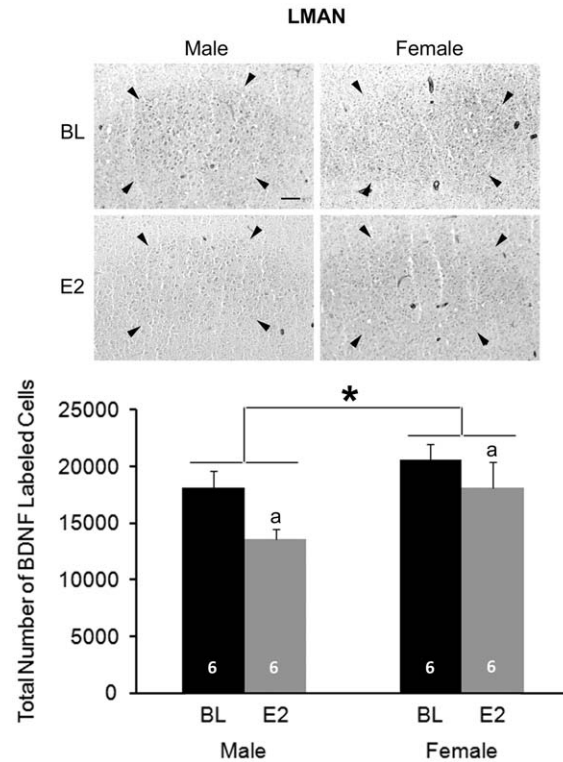 LMAN
Male Female
BL
E2
Total Number of BDNF Labeled Cells
25000
20000
15000
10000
5000
0
*
a
a
6 6 6 6
BL E2 BL E2
Male Female